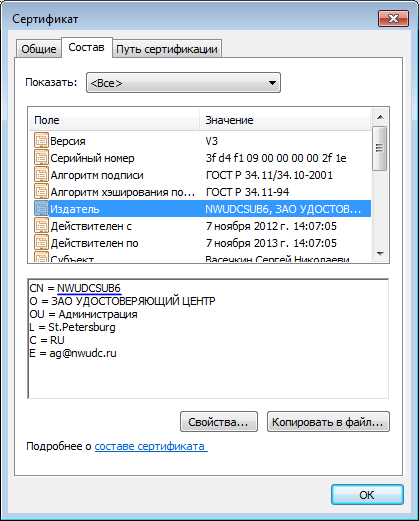 Сертификат
Общие Состав Путь сертификации
Показать: <Все>
Поле Значение
Версия V3
Серийный номер 3f d4 f1 09 00 00 00 00 2f 1e
Алгоритм подписи ГОСТ Р 34.11/34.10-2001
Алгоритм хэширования по... ГОСТ Р 34.11-94
Издатель NWUDCSUB6, ЗАО УДОСТОВ...
Действителен с 7 ноября 2012 г. 14:07:05
Действителен по 7 ноября 2013 г. 14:07:05
Субъект Васечкин Сергей Николаеви
CN = NWUDCSUB6
O = ЗАО УДОСТОВЕРЯЮЩИЙ ЦЕНТР
OU = Администрация
L = St.Petersburg
C = RU
E = ag@nwudc.ru
Свойства... Копировать в файл...
Подробнее о составе сертификата
ОК